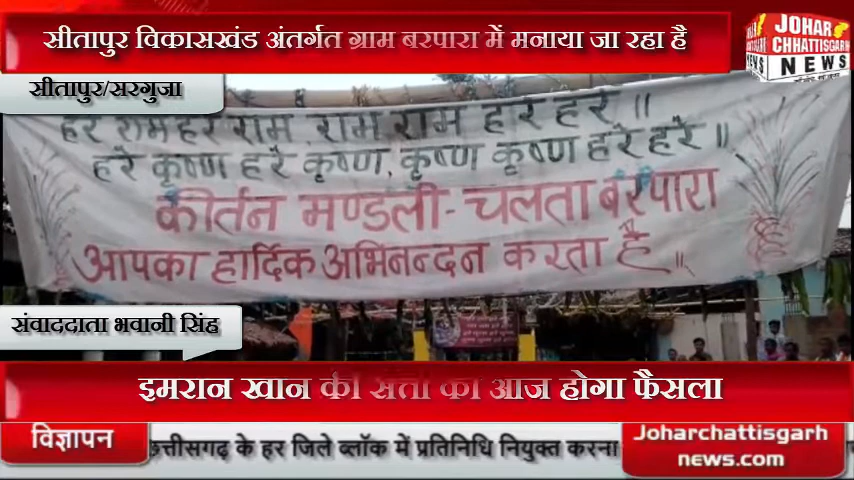 सीतापुर विकासखंड अंतर्गत ग्राम बरपारा में मनाया जा रहा है
JOHAR
CHHATTISGARH
NEWS
सीतापुर/सरगुजा
हरे राम हरे राम, राम राम हरे हरे ॥
हरे कृष्ण हरे कृष्ण, कृष्ण कृष्ण हरे हरे ॥
कीर्तन मण्डली - चलता बरपारा
आपका हार्दिक अभिनन्दन करता है ॥
संवाददाता भवानी सिंह
इमरान खान की सत्ता का आज होगा फैसला
विज्ञापन
छत्तीसगढ़ के हर जिले ब्लॉक में प्रतिनिधि नियुक्त करना
Joharchattisgarh
news.com